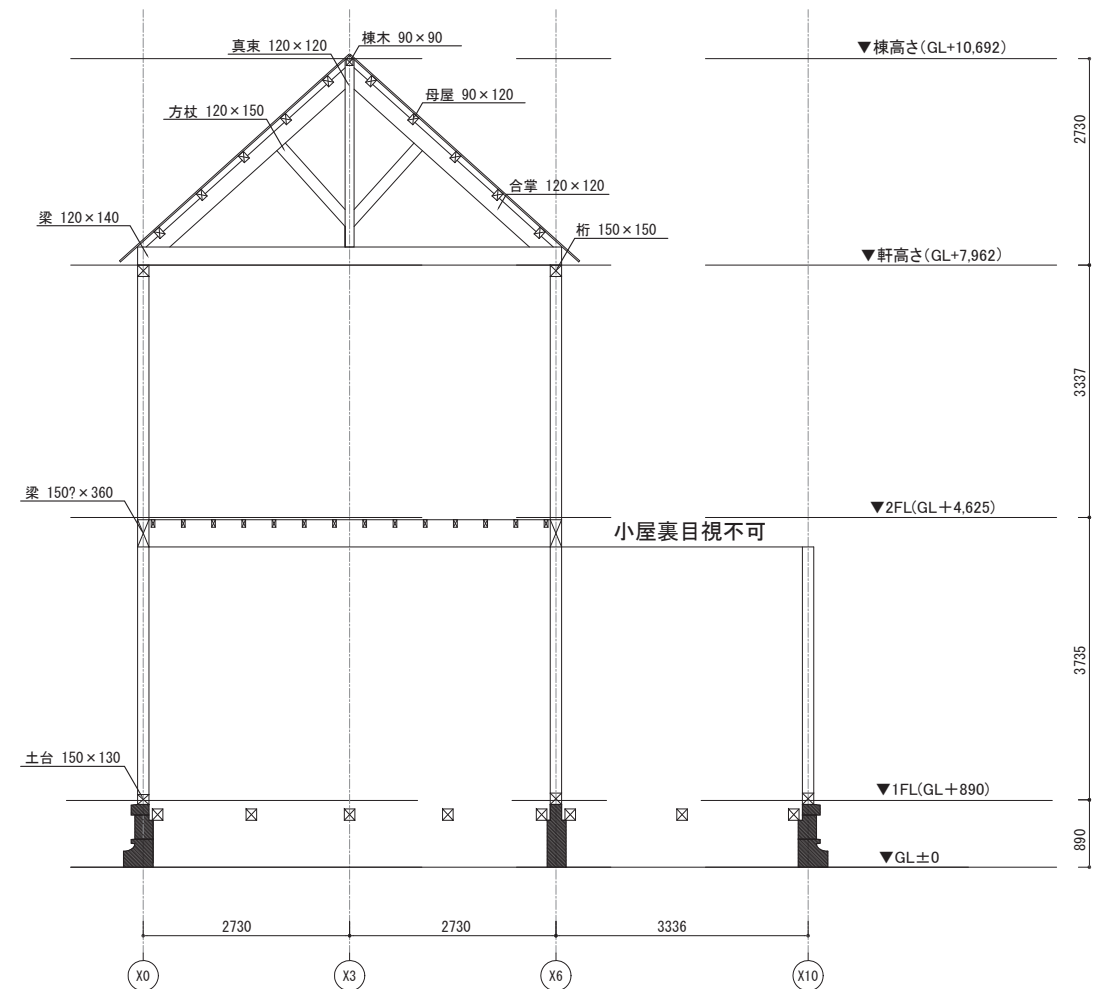 真束 120×120
棟木 90×90
▼棟高さ(GL+10,692)
母屋 90×120
方杖 120×150
2730
合掌 120×120
梁 120×140
桁 150×150
▼軒高さ(GL+7,962)
3337
梁 150?×360
▼2FL(GL+4,625)
小屋裏目視不可
3735
土台 150×130
▼1FL(GL+890)
890
▼GL±0
2730
2730
3336
X0
X3
X6
X10